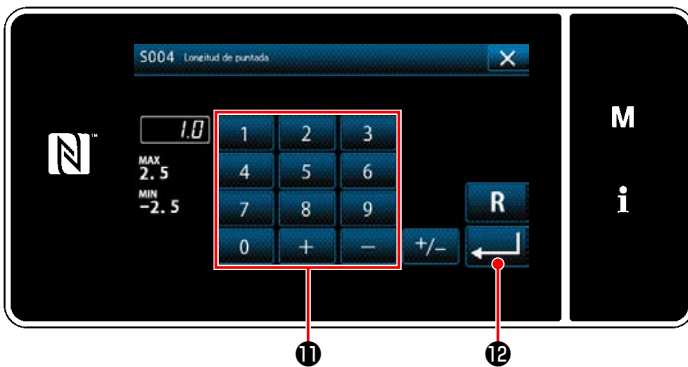 S004 Longitud de puntada
1.0
MAX
2.5
MIN
-2.5
1 2 3
4 5 6
7 8 9
0 + − +/−
R
M
i
N™
⓫ ⓬